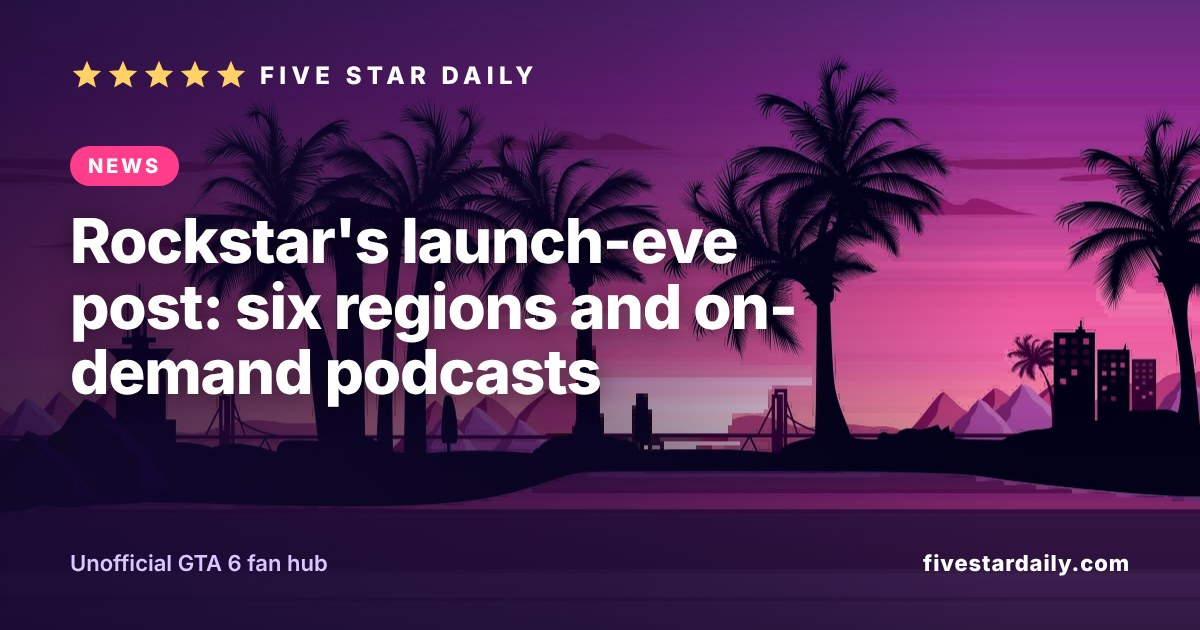 FIVE STAR DAILY
NEWS
Rockstar's launch-eve
post: six regions and on-
demand podcasts
Unofficial GTA 6 fan hub
fivestardaily.com